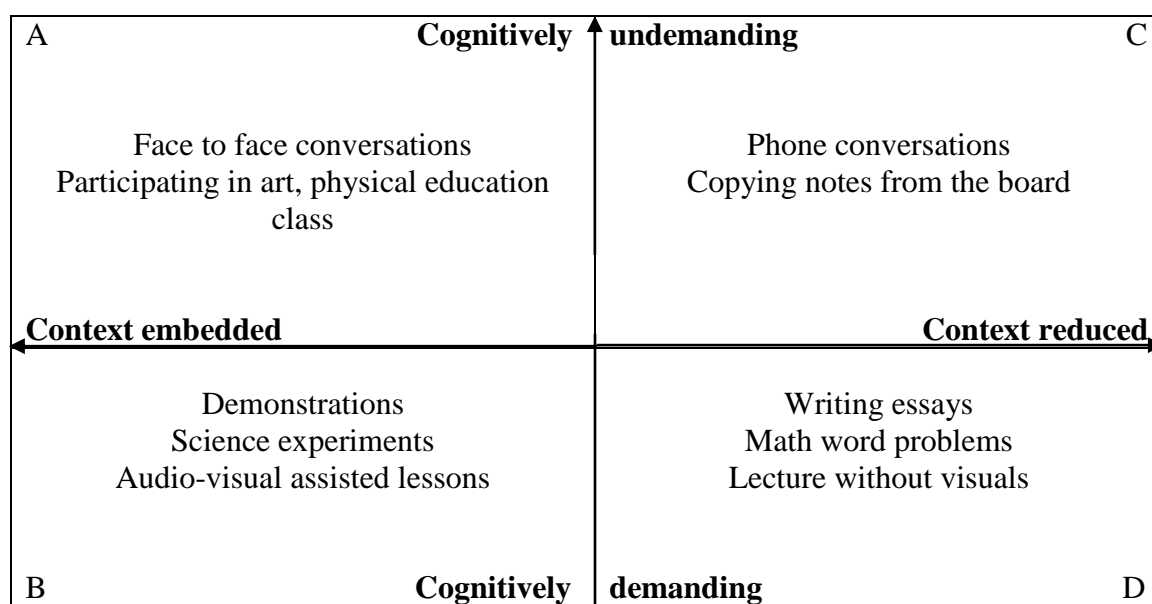 A Cognitively undemanding C
Face to face conversations
Participating in art, physical education
class
Phone conversations
Copying notes from the board
Context embedded Context reduced
Demonstrations
Science experiments
Audio-visual assisted lessons
Writing essays
Math word problems
Lecture without visuals
B Cognitively demanding D